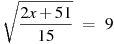 √((2x + 51)/15) = 9